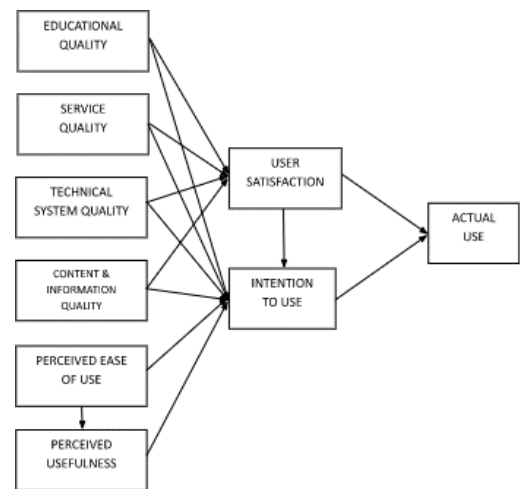 EDUCATIONAL
QUALITY
SERVICE
QUALITY
TECHNICAL
SYSTEM QUALITY
CONTENT &
INFORMATION
QUALITY
PERCEIVED EASE
OF USE
PERCEIVED
USEFULNESS
USER
SATISFACTION
INTENTION
TO USE
ACTUAL
USE